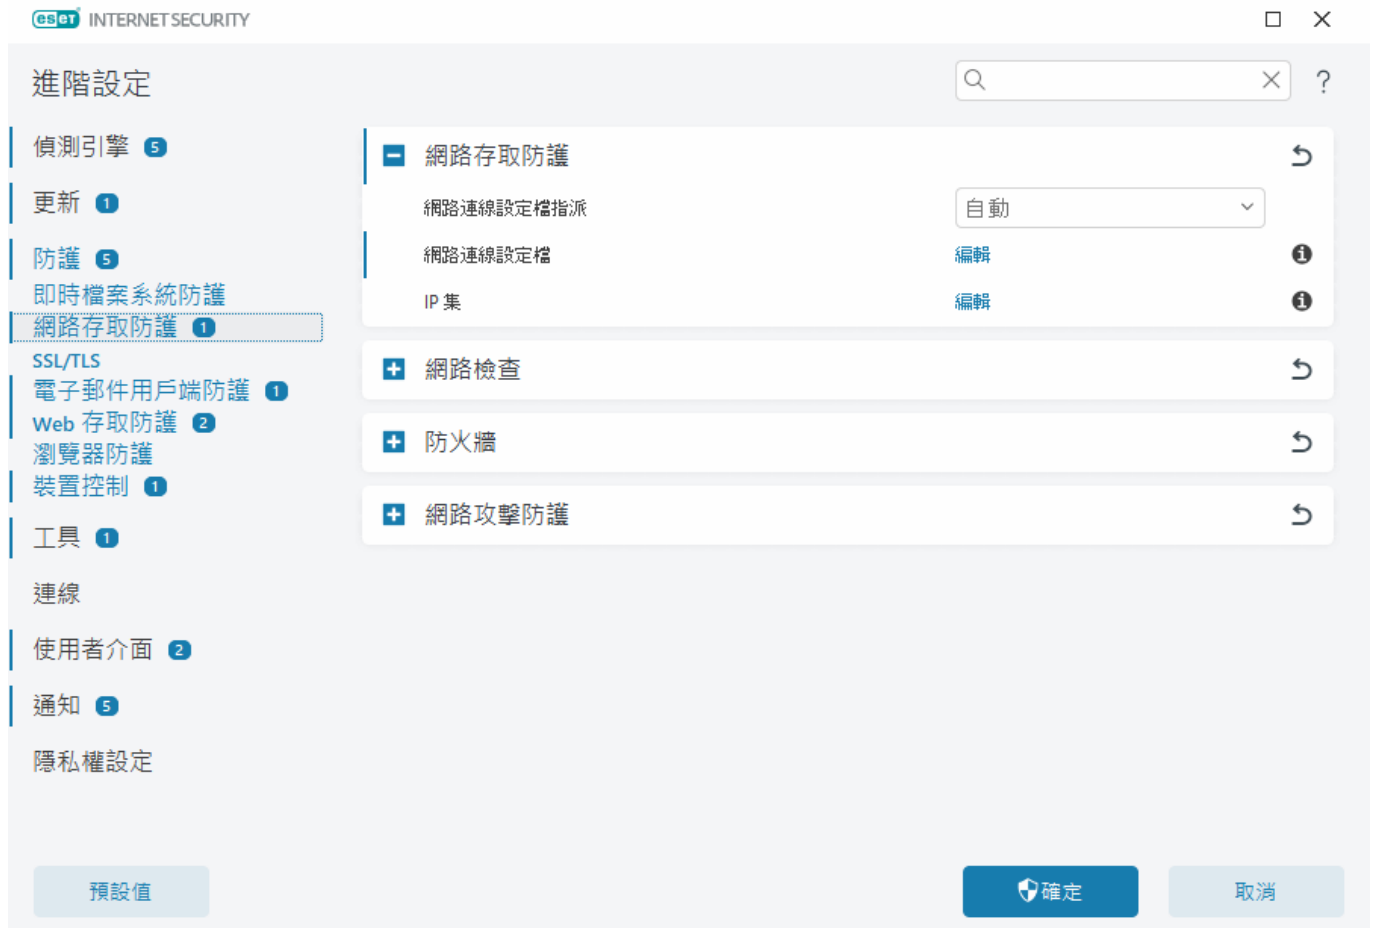 eset INTERNET SECURITY
進階設定
?
偵測引擎 5
更新 1
防護 5
即時檔案系統防護
網路存取防護 1
SSL/TLS
電子郵件用戶端防護 1
Web 存取防護 2
瀏覽器防護
裝置控制 1
工具 1
連線
使用者介面 2
通知 5
隱私權設定
網路存取防護
網路連線設定檔指派 自動
網路連線設定檔 編輯
IP 集 編輯
網路檢查
防火牆
網路攻擊防護
預設值
確定
取消